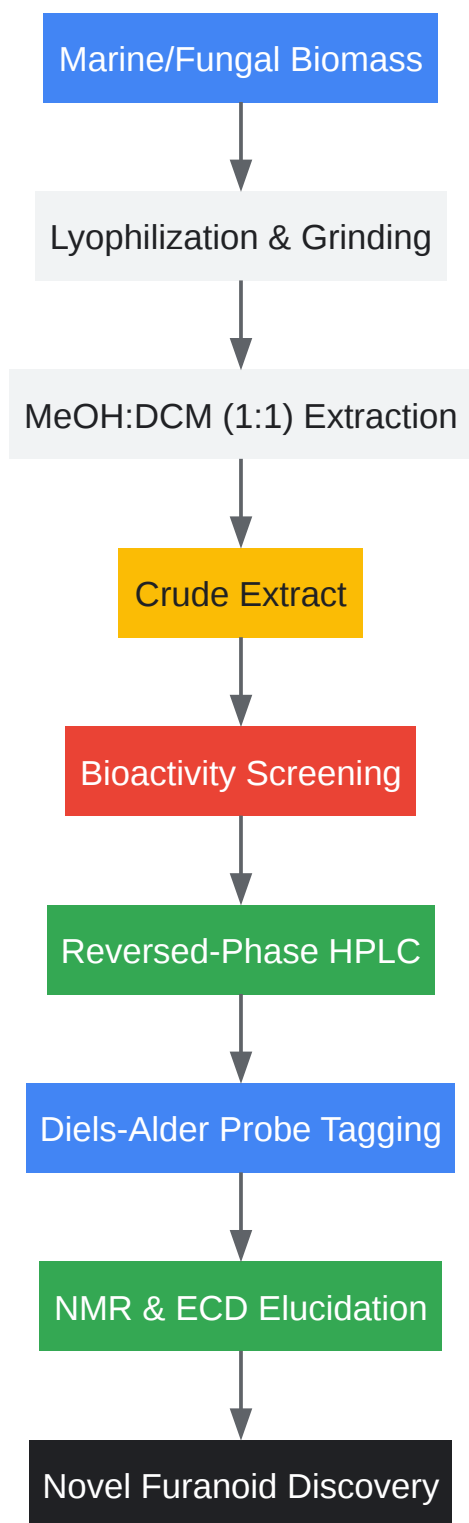 Marine/Fungal Biomass
Lyophilization & Grinding
MeOH:DCM (1:1) Extraction
Crude Extract
Bioactivity Screening
Reversed-Phase HPLC
Diels-Alder Probe Tagging
NMR & ECD Elucidation
Novel Furanoid Discovery